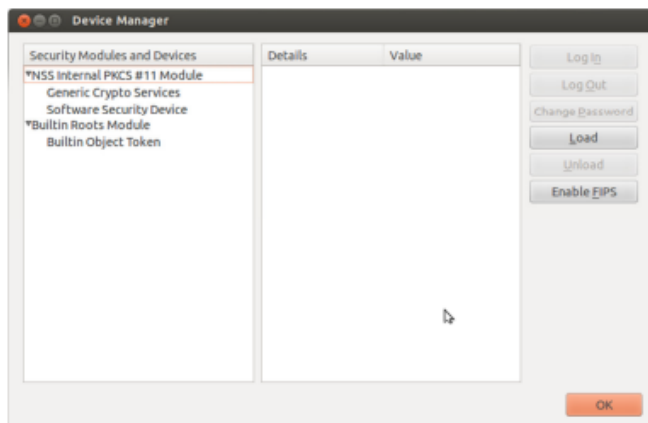 Device Manager
Security Modules and Devices
NSS Internal PKCS #11 Module
Generic Crypto Services
Software Security Device
Builtin Roots Module
Builtin Object Token
Details Value
Log In
Log Out
Change Password
Load
Unload
Enable FIPS
OK